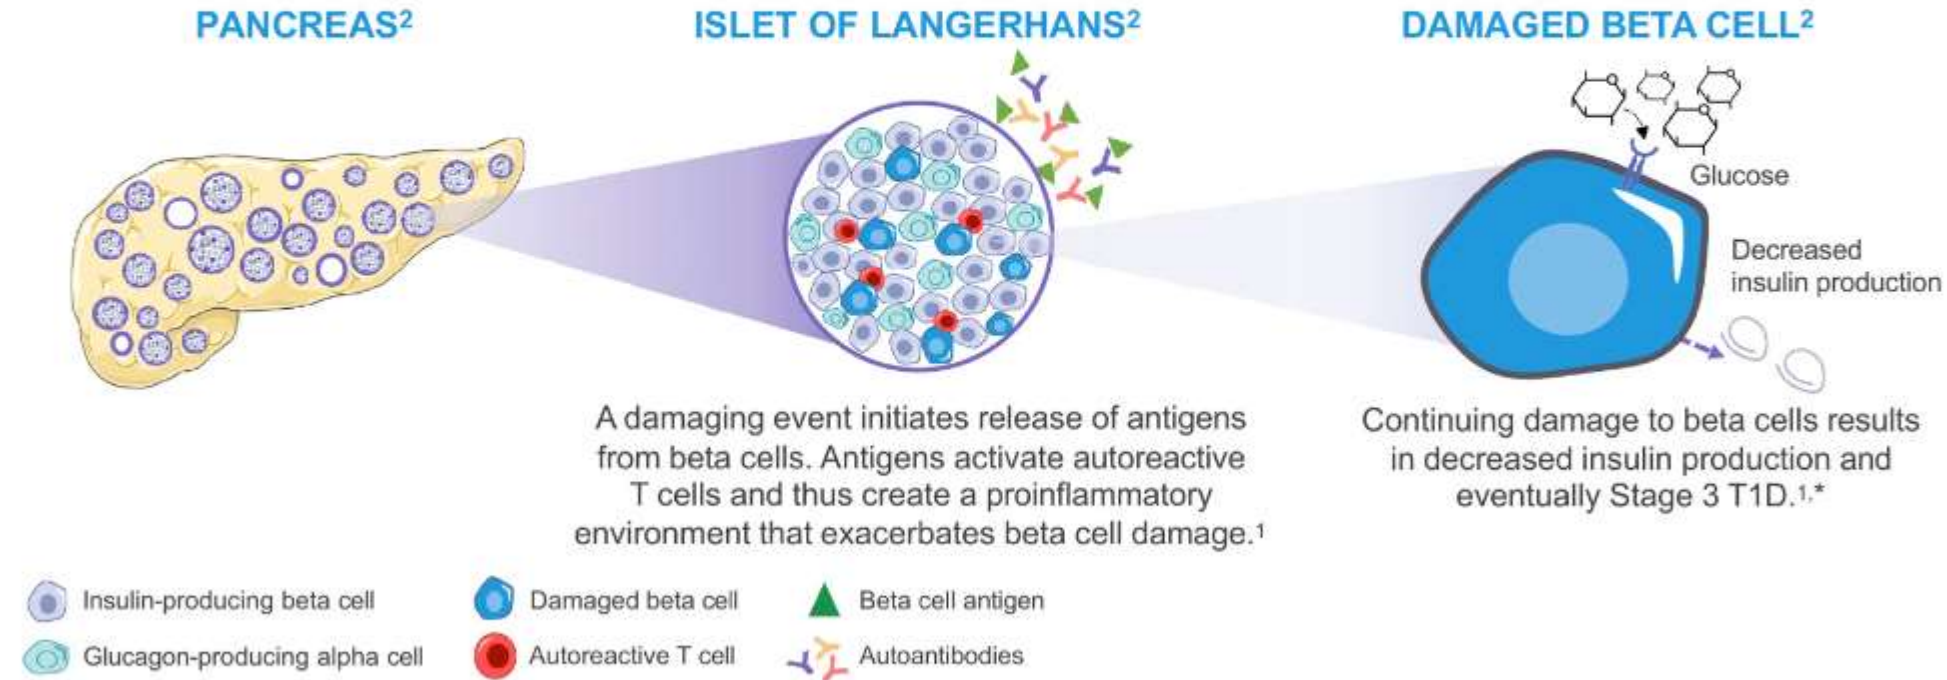 PANCREAS²
ISLET OF LANGERHANS²
DAMAGED BETA CELL²
Glucose
Decreased
insulin production
A damaging event initiates release of antigens
from beta cells. Antigens activate autoreactive
T cells and thus create a proinflammatory
environment that exacerbates beta cell damage.¹
Continuing damage to beta cells results
in decreased insulin production and
eventually Stage 3 T1D.¹,*
Insulin-producing beta cell
Damaged beta cell
Beta cell antigen
Glucagon-producing alpha cell
Autoreactive T cell
Autoantibodies